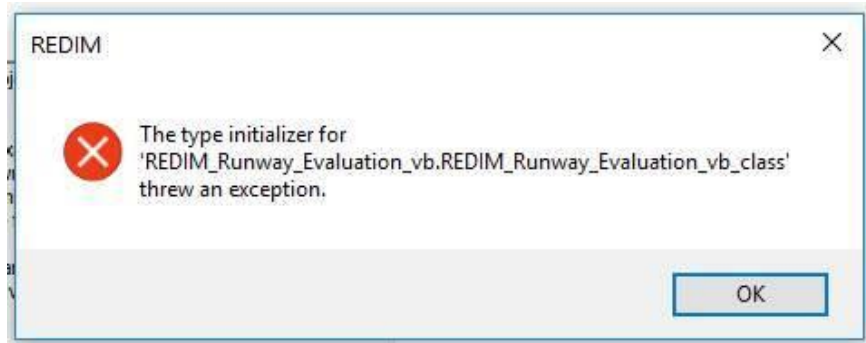 REDIM
The type initializer for
'REDIM_Runway_Evaluation_vb.REDIM_Runway_Evaluation_vb_class'
threw an exception.
OK